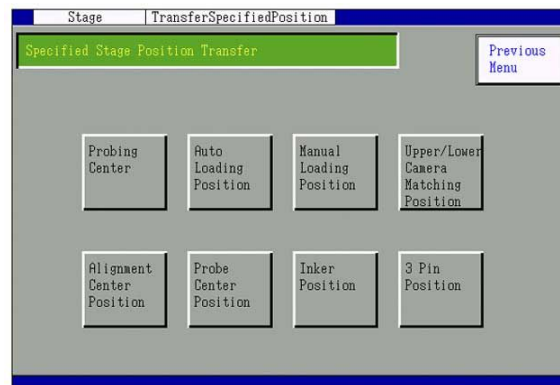 Stage TransferSpecifiedPosition
Specified Stage Position Transfer
Previous
Menu
Probing
Center
Auto
Loading
Position
Manual
Loading
Position
Upper/Lower
Camera
Matching
Position
Alignment
Center
Position
Probe
Center
Position
Inker
Position
3 Pin
Position